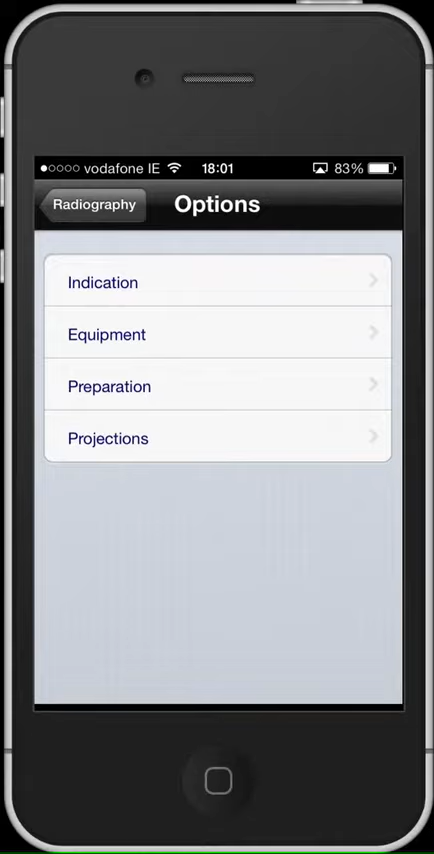 vodafone IE 18:01 83%
Radiography Options
Indication
Equipment
Preparation
Projections